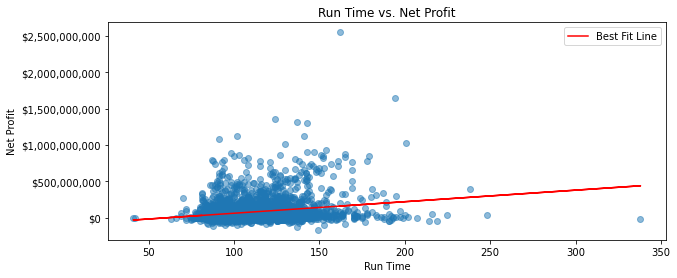 Run Time vs. Net Profit
Best Fit Line
$2,500,000,000
$2,000,000,000
$1,500,000,000
$1,000,000,000
$500,000,000
$0
Net Profit
50 100 150 200 250 300 350
Run Time